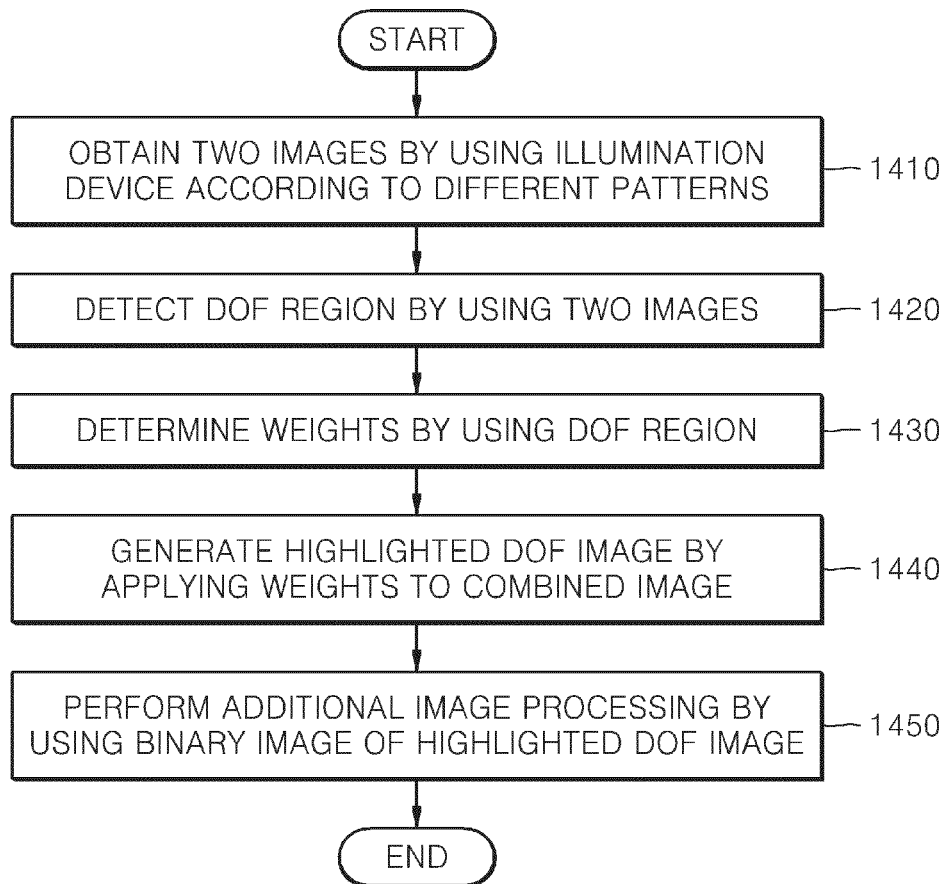 START
OBTAIN TWO IMAGES BY USING ILLUMINATION
DEVICE ACCORDING TO DIFFERENT PATTERNS
1410
DETECT DOF REGION BY USING TWO IMAGES
1420
DETERMINE WEIGHTS BY USING DOF REGION
1430
GENERATE HIGHLIGHTED DOF IMAGE BY
APPLYING WEIGHTS TO COMBINED IMAGE
1440
PERFORM ADDITIONAL IMAGE PROCESSING BY
USING BINARY IMAGE OF HIGHLIGHTED DOF IMAGE
1450
END